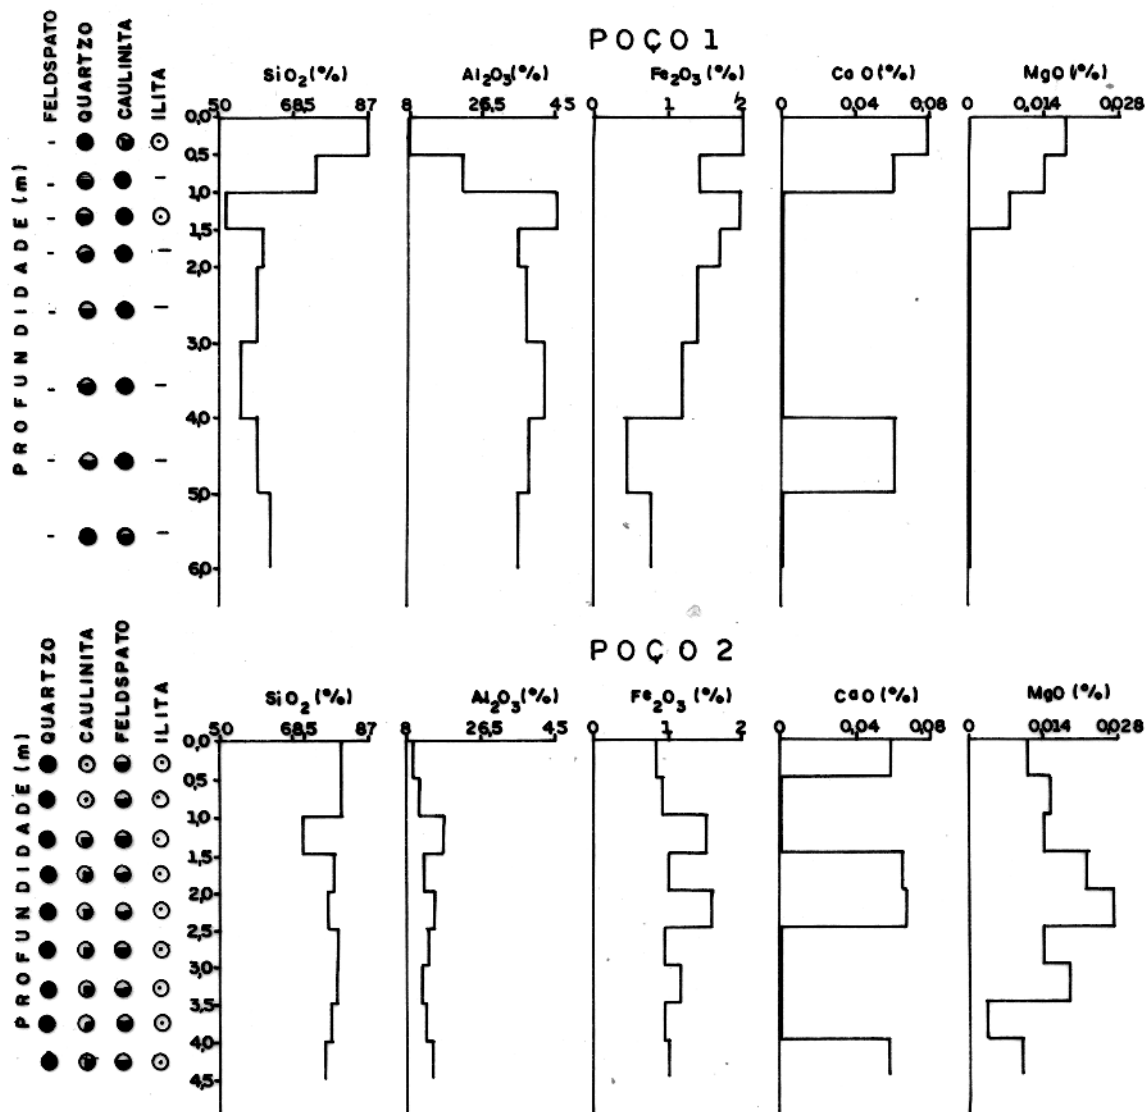 POÇO 1
FELDSPATO
QUARTZO
CAULINITA
ILITA
SiO2 (%)
Al2O3(%)
Fe2O3 (%)
CaO (%)
MgO (%)
50 68,5 87
8 26,5 45
0 1 2
0 0,04 0,08
0 0,014 0,028
PROFUNDIDADE (m)
0,0
0,5
1,0
1,5
2,0
3,0
4,0
5,0
6,0
POÇO 2
QUARTZO
CAULINITA
FELDSPATO
ILITA
SiO2 (%)
Al2O3(%)
Fe2O3 (%)
CaO (%)
MgO (%)
50 68,5 87
8 26,5 45
0 1 2
0 0,04 0,08
0 0,014 0,028
PROFUNDIDADE (m)
0,0
0,5
1,0
1,5
2,0
2,5
3,0
3,5
4,0
4,5